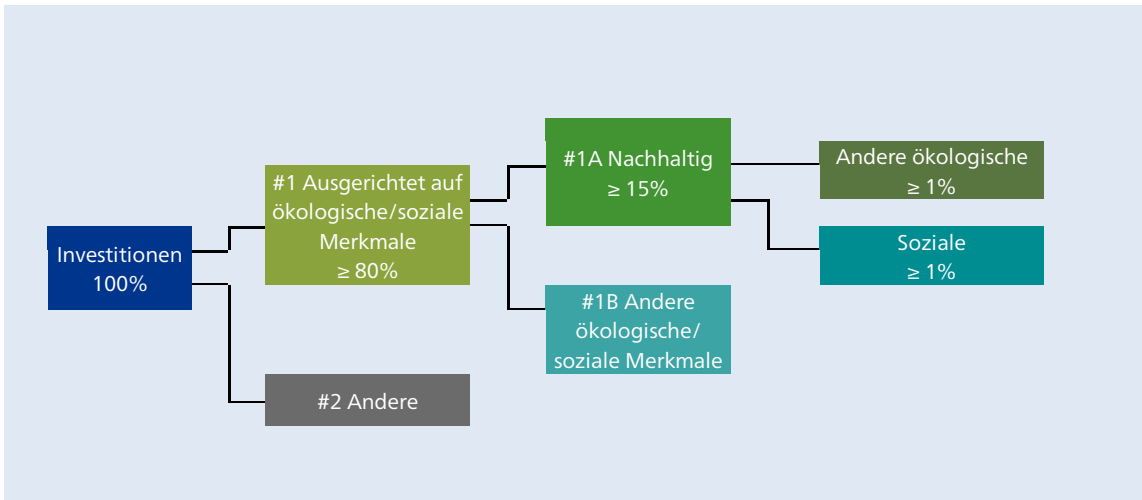 Investitionen
100%
#1 Ausgerichtet auf
ökologische/soziale
Merkmale
≥ 80%
#2 Andere
#1A Nachhaltig
≥ 15%
#1B Andere
ökologische/
soziale Merkmale
Andere ökologische
≥ 1%
Soziale
≥ 1%